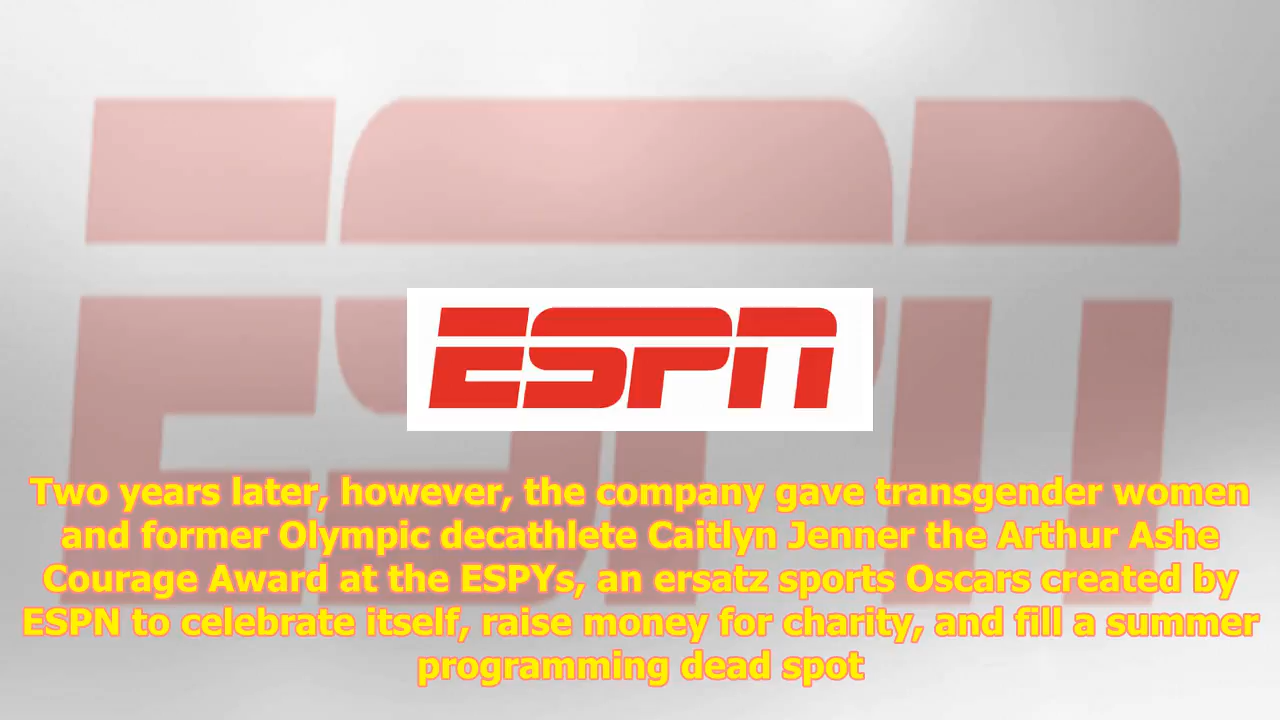 ESPN
Two years later, however, the company gave transgender women
and former Olympic decathlete Caitlyn Jenner the Arthur Ashe
Courage Award at the ESPYs, an ersatz sports Oscars created by
ESPN to celebrate itself, raise money for charity, and fill a summer
programming dead spot